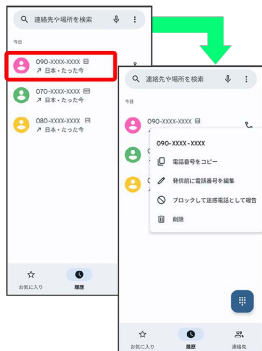 連絡先や場所を検索
今日
090-XXXX-XXXX
日本・たった今
070-XXXX-XXXX
日本・たった今
080-XXXX-XXXX
日本・たった今
お気に入り
履歴
連絡先や場所を検索
今日
090-XXXX-XXXX
090-XXXX-XXXX
電話番号をコピー
発信前に電話番号を編集
ブロックして迷惑電話として報告
削除
お気に入り
履歴
連絡先